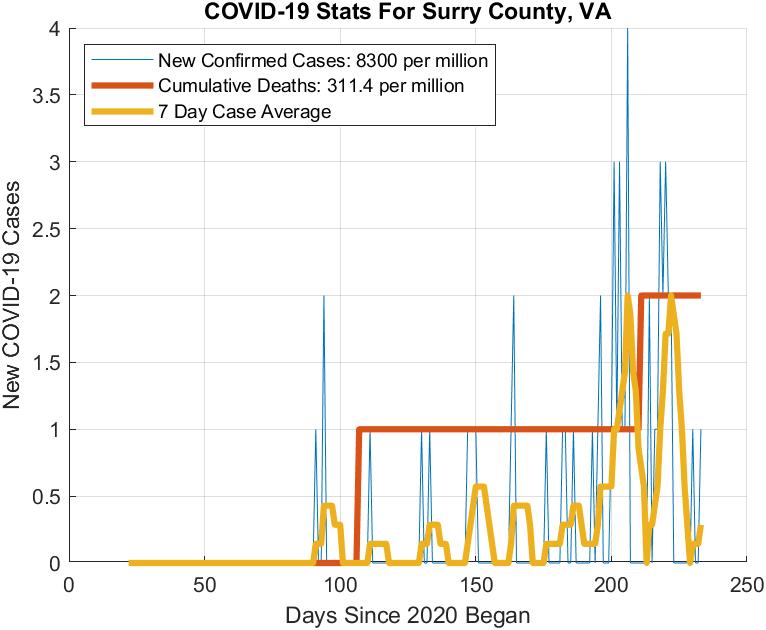 COVID-19 Stats For Surry County, VA
New Confirmed Cases: 8300 per million
Cumulative Deaths: 311.4 per million
7 Day Case Average
New COVID-19 Cases
4
3.5
3
2.5
2
1.5
1
0.5
0
0 50 100 150 200 250
Days Since 2020 Began